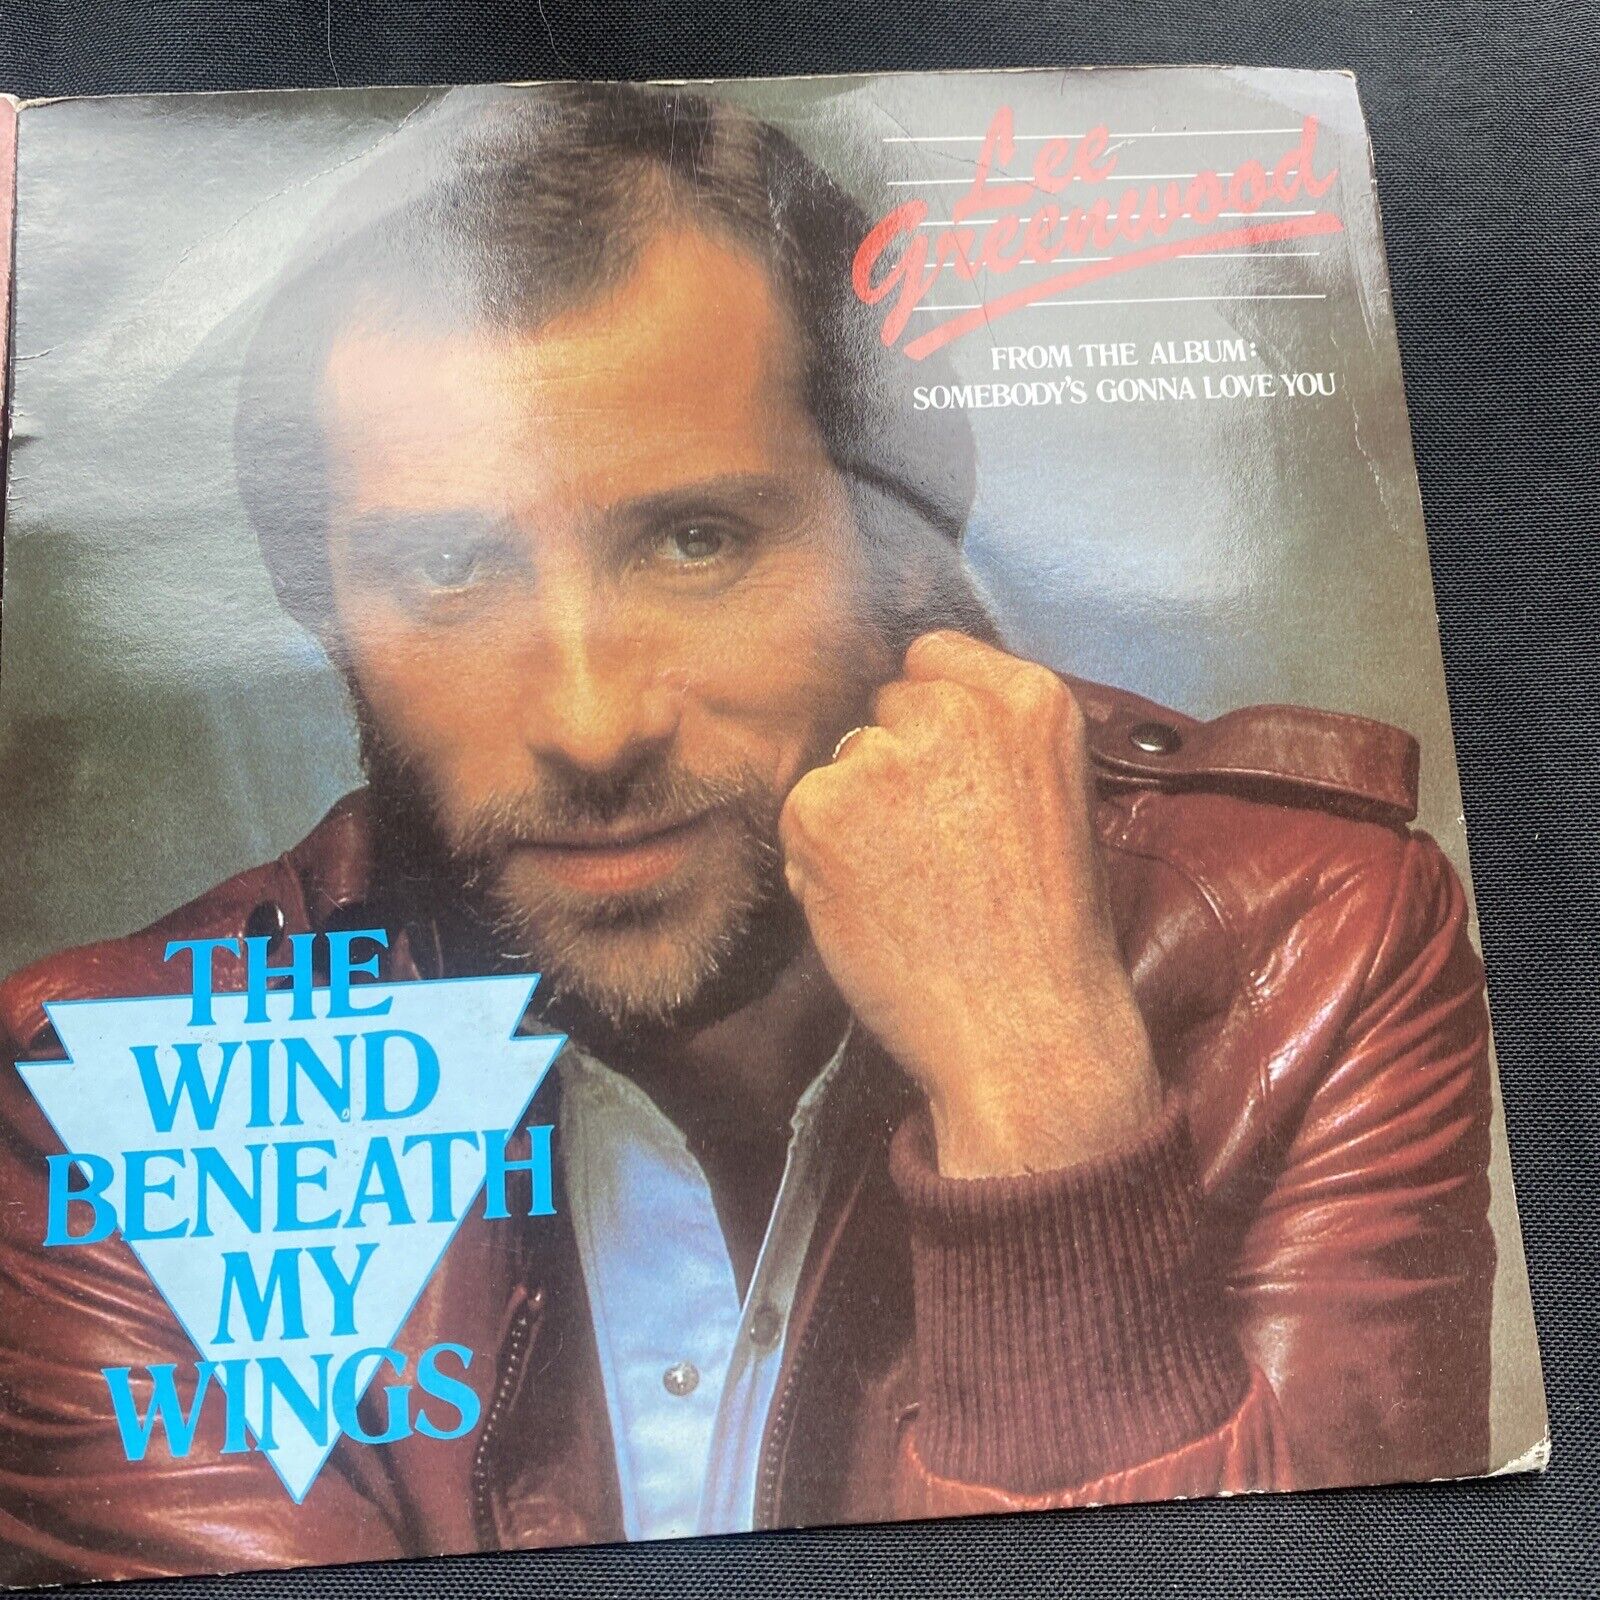 Lee
Greenwood
FROM THE ALBUM:
SOMEBODY'S GONNA LOVE YOU
THE
WIND
BENEATH
MY
WINGS